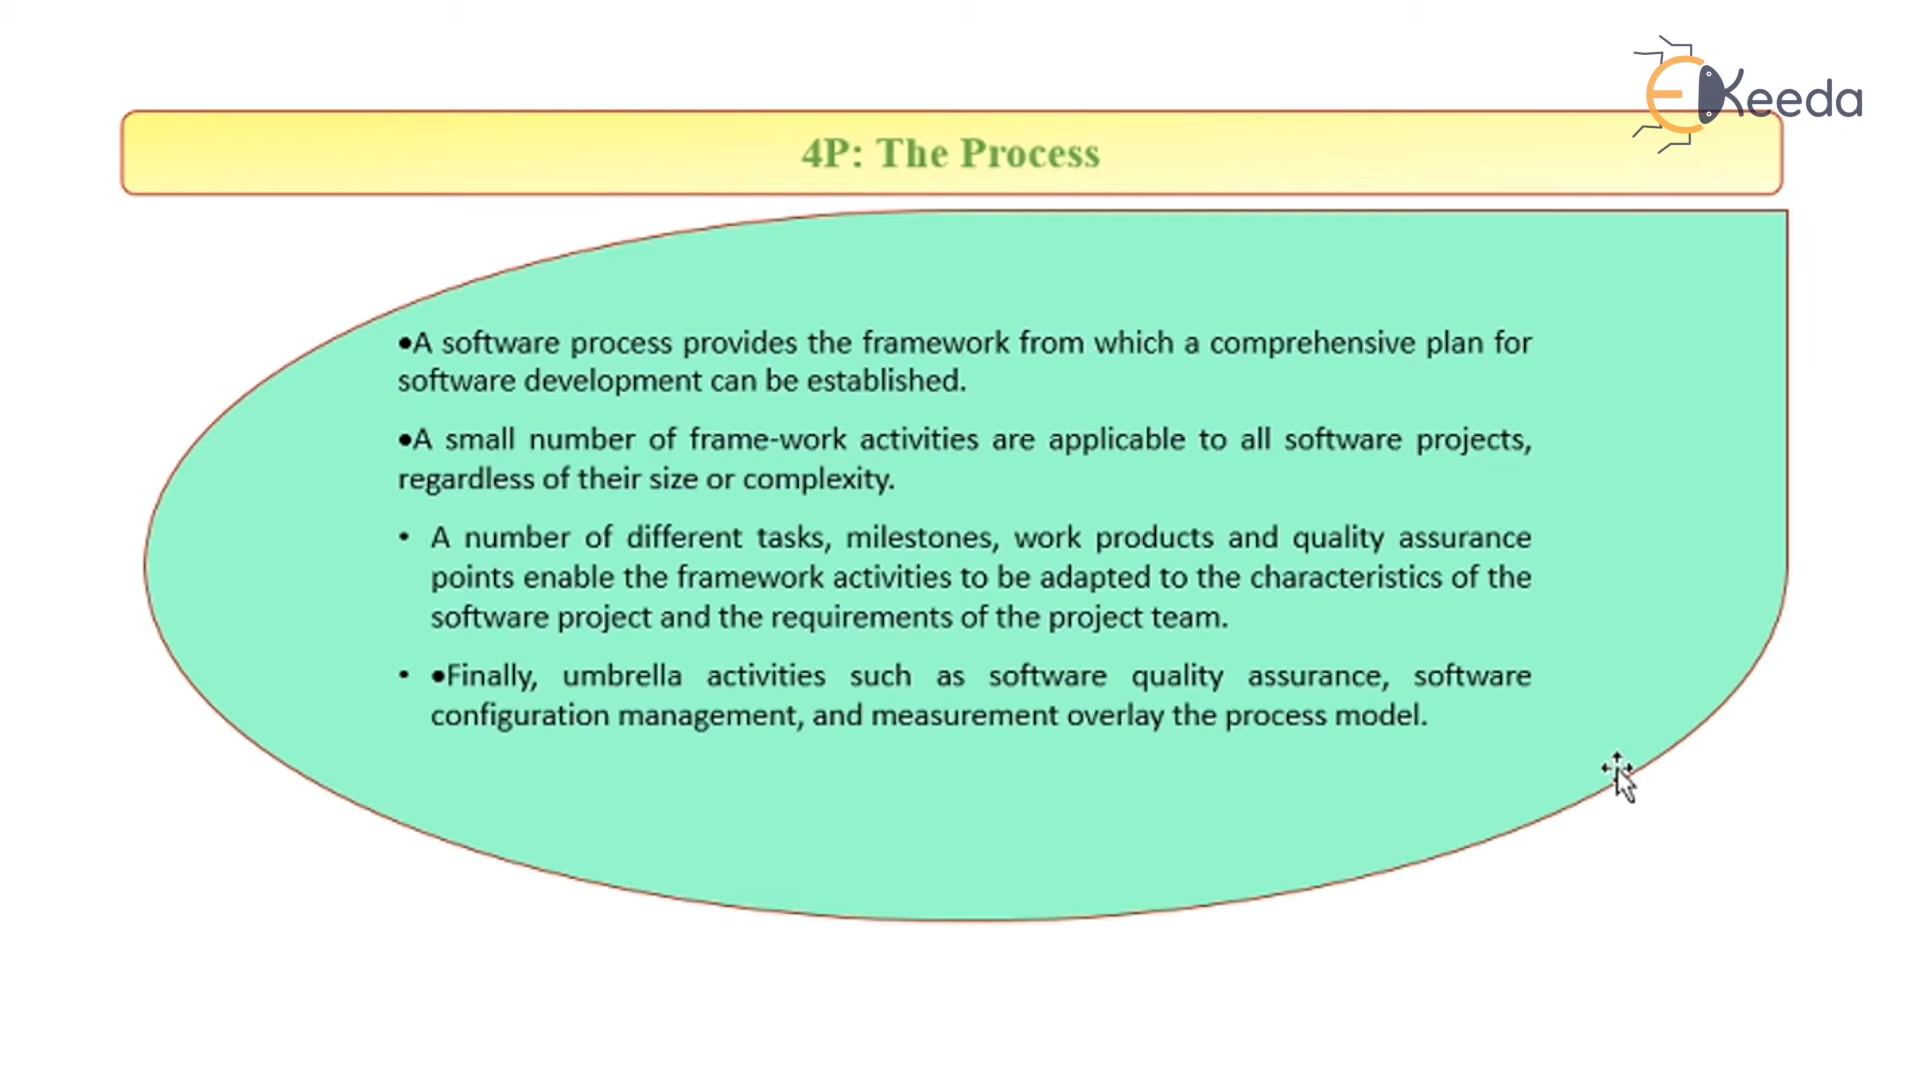 EKeeda
4P: The Process
•A software process provides the framework from which a comprehensive plan for
software development can be established.
•A small number of frame-work activities are applicable to all software projects,
regardless of their size or complexity.
• A number of different tasks, milestones, work products and quality assurance
points enable the framework activities to be adapted to the characteristics of the
software project and the requirements of the project team.
• •Finally, umbrella activities such as software quality assurance, software
configuration management, and measurement overlay the process model.